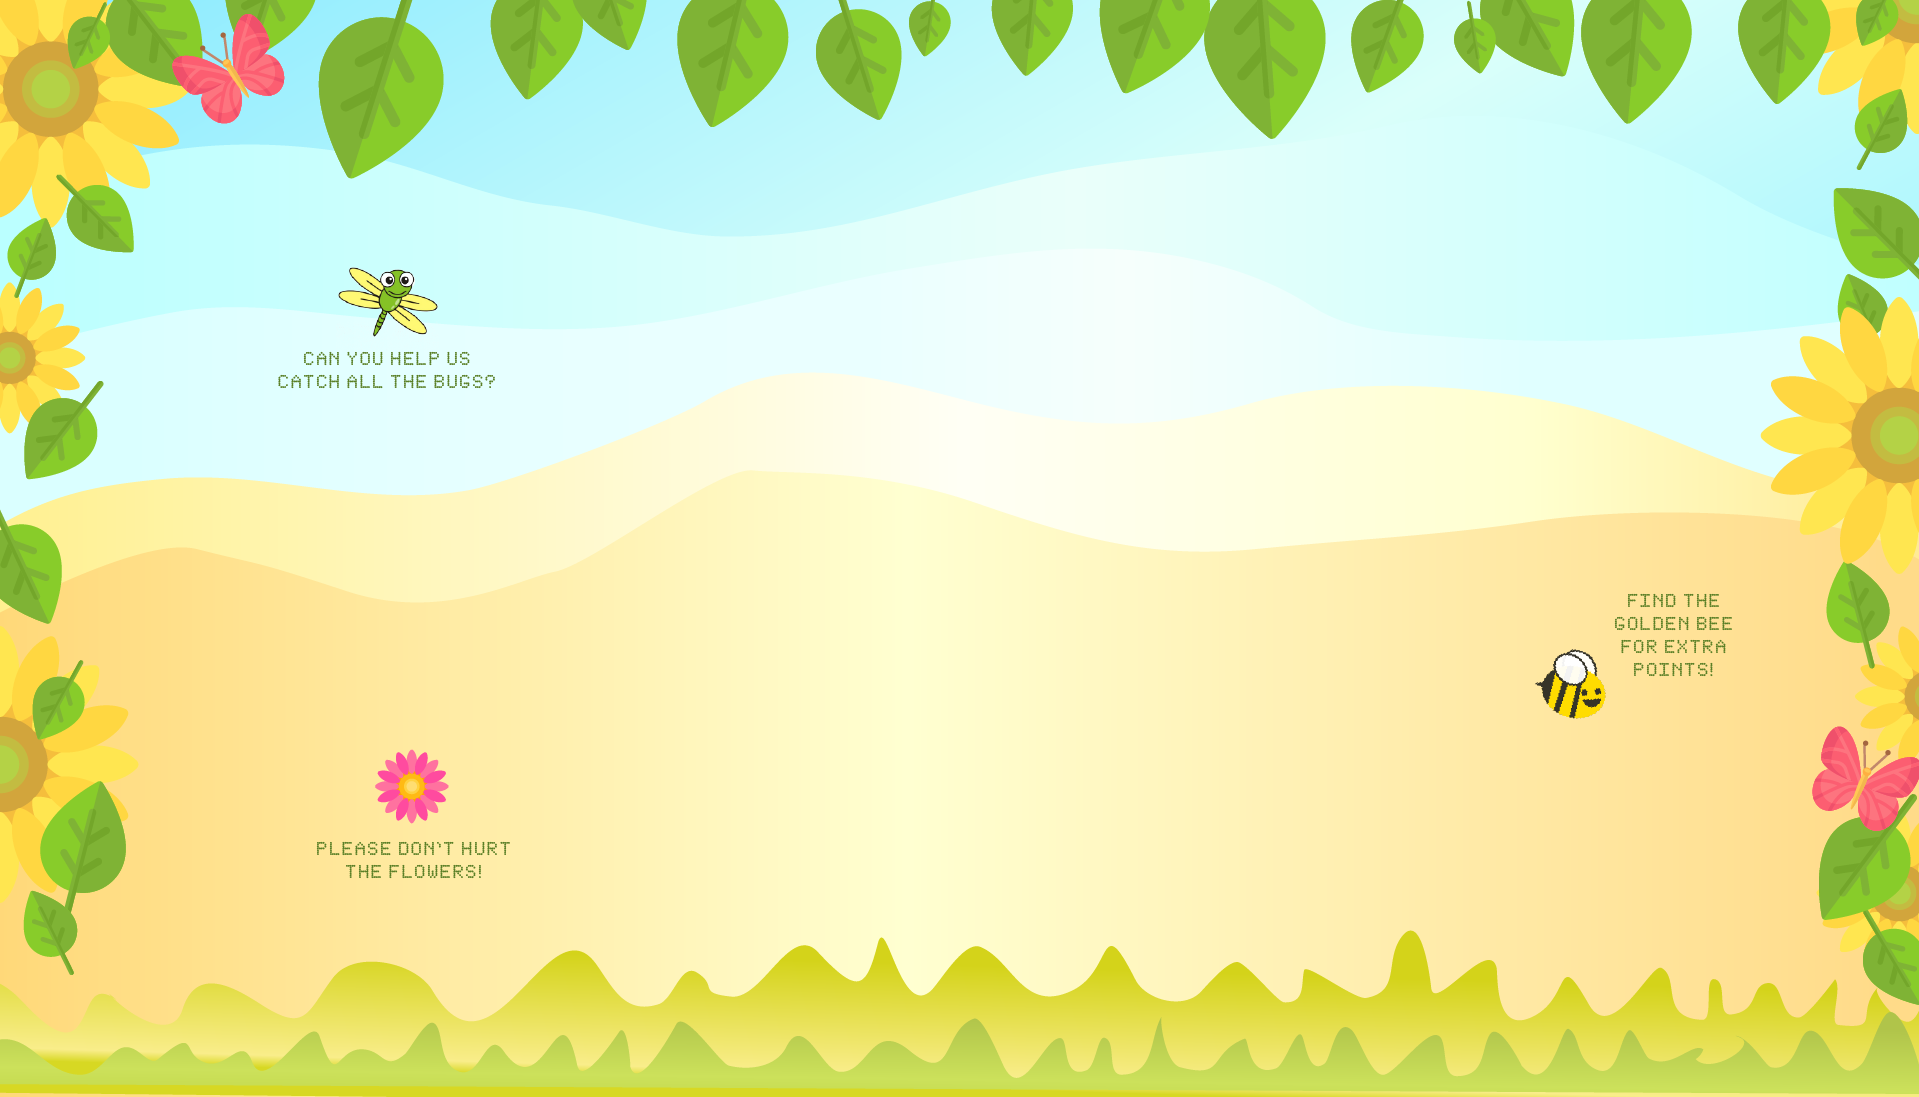 CAN YOU HELP US
CATCH ALL THE BUGS?
FIND THE
GOLDEN BEE
FOR EXTRA
POINTS!
PLEASE DON'T HURT
THE FLOWERS!